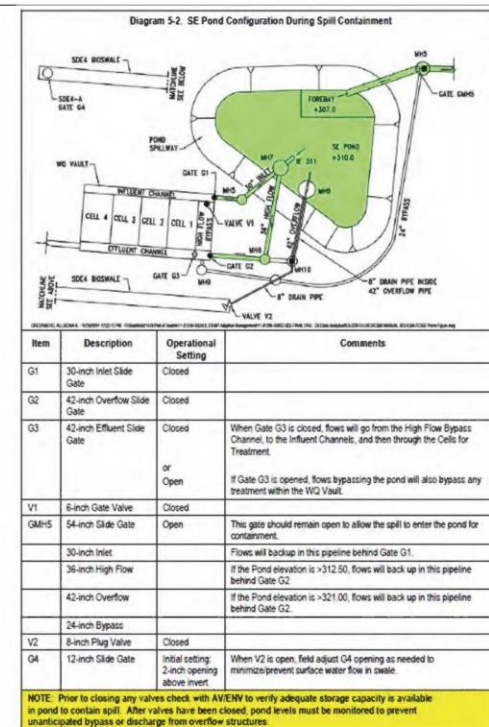 Diagram 5-2. SE Pond Configuration During Spill Containment
SDE4 BIOSWALE
MATCHLINE
SEE BELOW
SDE4-A
GATE G4
MH5
GATE GMH5
FOREBAY
+307.0
POND
SPILLWAY
SE POND
+310.0
WQ VAULT
GATE G1
MH7
30" INLET
IE 311
MH5
MH9
INFLUENT CHANNEL
VALVE V1
CELL 4
CELL 3
CELL 2
CELL 1
HIGH FLOW
BYPASS
36" HIGH FLOW
42" OVERFLOW
24" BYPASS
EFFLUENT CHANNEL
GATE G3
GATE G2
MH8
MH10
MH9
8" DRAIN PIPE INSIDE
42" OVERFLOW PIPE
8" DRAIN PIPE
MATCHLINE
SEE ABOVE
SDE4 BIOSWALE
VALVE V2
Item Description Operational Setting Comments
G1 30-inch Inlet Slide Gate Closed
G2 42-inch Overflow Slide Gate Closed
G3 42-inch Effluent Slide Gate Closed
When Gate G3 is closed, flows will go from the High Flow Bypass
Channel, to the Influent Channels, and then through the Cells for
Treatment.
or
Open
If Gate G3 is opened, flows bypassing the pond will also bypass any
treatment within the WQ Vault.
V1 6-inch Gate Valve Closed
GMH5 54-inch Slide Gate Open This gate should remain open to allow the spill to enter the pond for
containment.
30-inch Inlet Flows will backup in this pipeline behind Gate G1.
36-inch High Flow If the Pond elevation is >312.50, flows will back up in this pipeline
behind Gate G2
42-inch Overflow If the Pond elevation is >321.00, flows will back up in this pipeline
behind Gate G2.
24-inch Bypass
V2 8-inch Plug Valve Closed
G4 12-inch Slide Gate Initial setting: 2-inch opening above invert When V2 is open, field adjust G4 opening as needed to
minimize/prevent surface water flow in swale.
NOTE: Prior to closing any valves check with AV/ENV to verify adequate storage capacity is available
in pond to contain spill. After valves have been closed, pond levels must be monitored to prevent
unanticipated bypass or discharge from overflow structures.